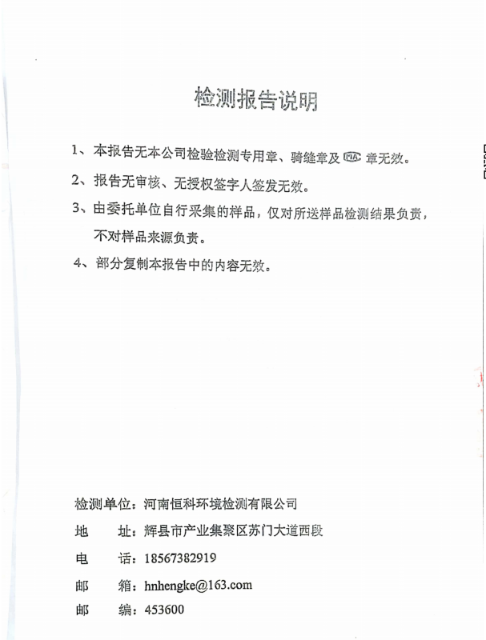 检测报告说明
1、本报告无本公司检验检测专用章、骑缝章及 CMA 章无效。
2、报告无审核、无授权签字人签发无效。
3、由委托单位自行采集的样品，仅对所送样品检测结果负责，
不对样品来源负责。
4、部分复制本报告中的内容无效。
检测单位：河南恒科环境检测有限公司
地 址：辉县市产业集聚区苏门大道西段
电 话：18567382919
邮 箱：hnhengke@163.com
邮 编：453600